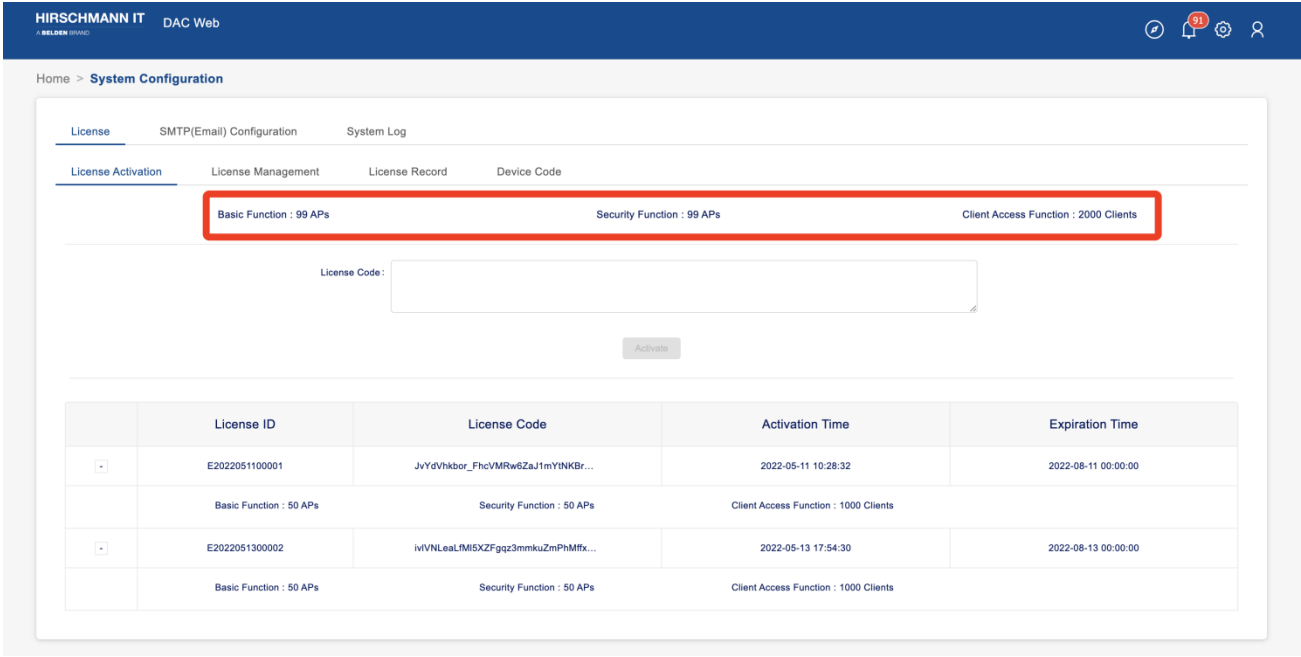 HIRSCHMANN IT
DAC Web
A BELDEN BRAND
91
Home > System Configuration
License SMTP(Email) Configuration System Log
License Activation License Management License Record Device Code
Basic Function : 99 APs Security Function : 99 APs Client Access Function : 2000 Clients
License Code :
Activate
License ID License Code Activation Time Expiration Time
- E2022051100001 JvYdVhkbor_FhcVMRw6ZaJ1mYtNKBr... 2022-05-11 10:28:32 2022-08-11 00:00:00
Basic Function : 50 APs Security Function : 50 APs Client Access Function : 1000 Clients
- E2022051300002 2022-05-13 17:54:30 2022-08-13 00:00:00
Basic Function : 50 APs Security Function : 50 APs Client Access Function : 1000 Clients